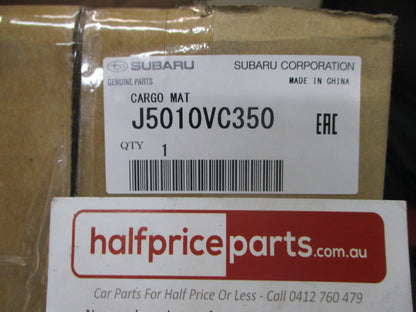 SUBARU SUBARU CORPORATION
GENUINE PARTS MADE IN CHINA
CARGO MAT
J5010VC350 EAC
QTY 1
halfpriceparts.com.au
Car Parts For Half Price Or Less - Call 0412 760 479